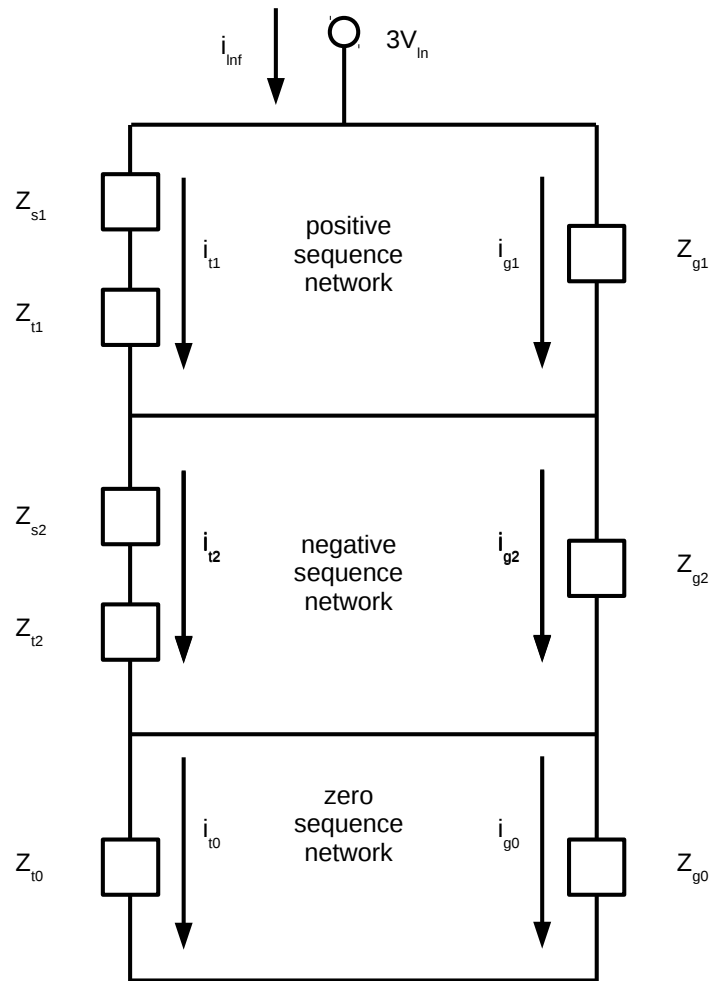 i_lnf
3V_ln
Z_s1
i_t1
positive
sequence
network
i_g1
Z_g1
Z_t1
Z_s2
i_t2
negative
sequence
network
i_g2
Z_g2
Z_t2
zero
sequence
network
i_t0
i_g0
Z_t0
Z_g0